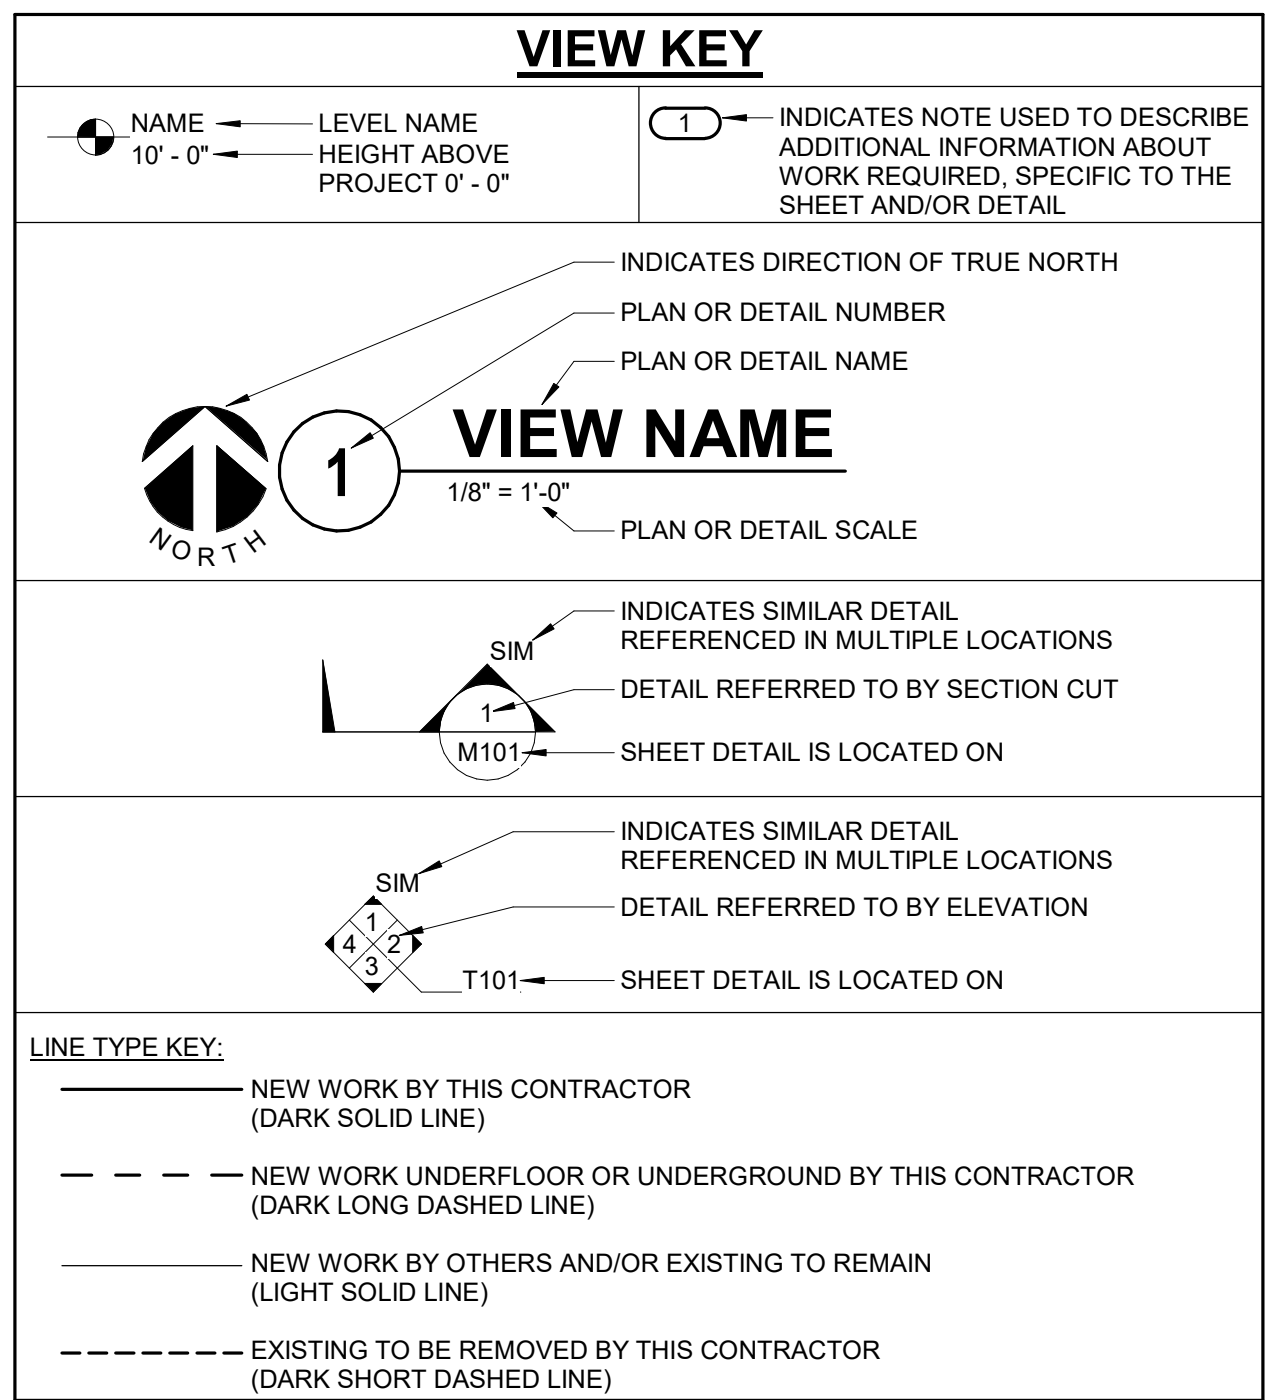 VIEW KEY
NAME
10' - 0"
LEVEL NAME
HEIGHT ABOVE
PROJECT 0' - 0"
1
INDICATES NOTE USED TO DESCRIBE
ADDITIONAL INFORMATION ABOUT
WORK REQUIRED, SPECIFIC TO THE
SHEET AND/OR DETAIL
INDICATES DIRECTION OF TRUE NORTH
PLAN OR DETAIL NUMBER
PLAN OR DETAIL NAME
NORTH
1
VIEW NAME
1/8" = 1'-0"
PLAN OR DETAIL SCALE
INDICATES SIMILAR DETAIL
REFERENCED IN MULTIPLE LOCATIONS
SIM
DETAIL REFERRED TO BY SECTION CUT
1
M101
SHEET DETAIL IS LOCATED ON
INDICATES SIMILAR DETAIL
REFERENCED IN MULTIPLE LOCATIONS
SIM
DETAIL REFERRED TO BY ELEVATION
1
4 2
3
T101
SHEET DETAIL IS LOCATED ON
LINE TYPE KEY:
NEW WORK BY THIS CONTRACTOR
(DARK SOLID LINE)
NEW WORK UNDERFLOOR OR UNDERGROUND BY THIS CONTRACTOR
(DARK LONG DASHED LINE)
NEW WORK BY OTHERS AND/OR EXISTING TO REMAIN
(LIGHT SOLID LINE)
EXISTING TO BE REMOVED BY THIS CONTRACTOR
(DARK SHORT DASHED LINE)